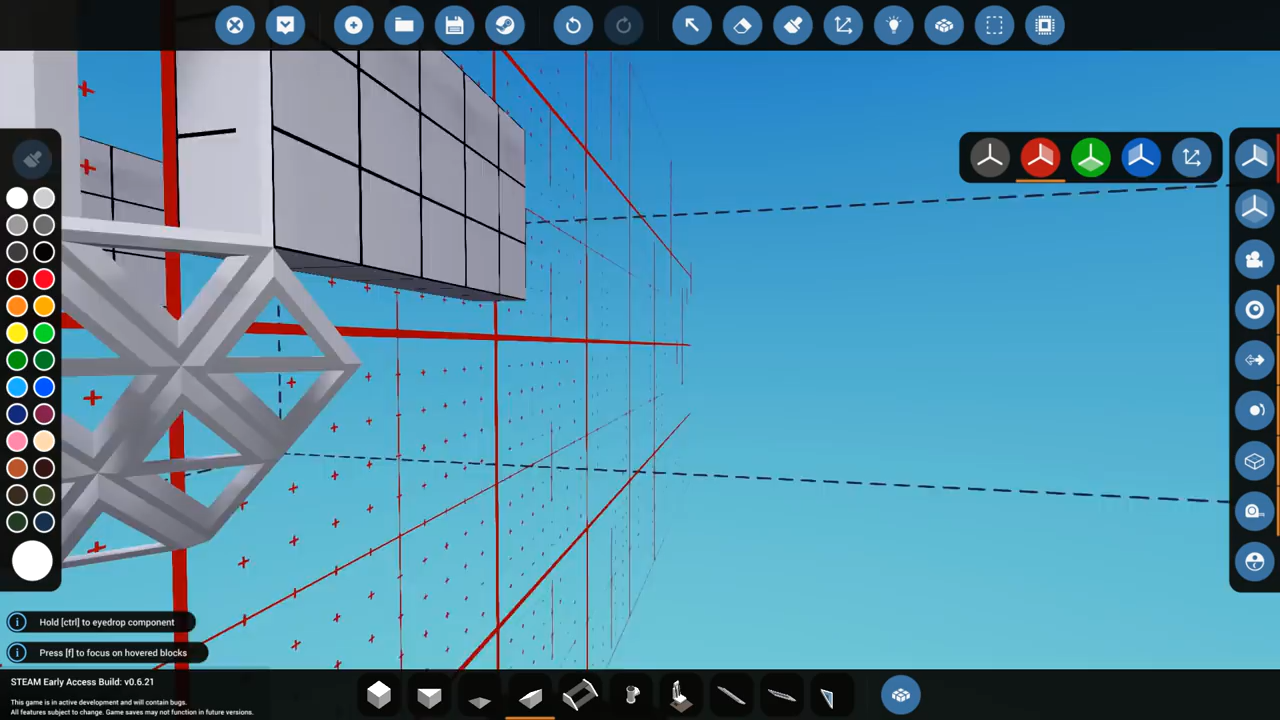 Hold [ctrl] to eyedrop component
Press [f] to focus on hovered blocks
STEAM Early Access Build: v0.6.21
This game is in active development and will contain bugs.
All features subject to change. Game saves may not function in future versions.